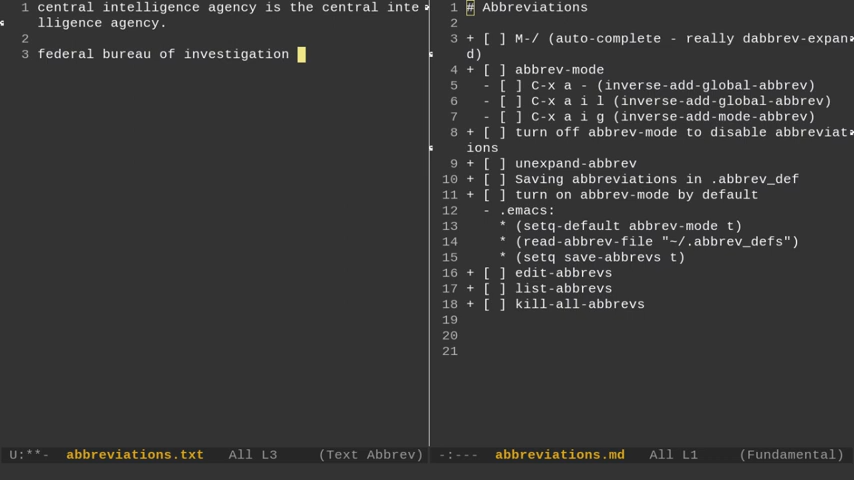 1 central intelligence agency is the central inte
lligence agency.
2
3 federal bureau of investigation
U:**- abbreviations.txt All L3 (Text Abbrev)
1 # Abbreviations
2
3 + [ ] M-/ (auto-complete - really dabbrev-expan
d)
4 + [ ] abbrev-mode
5 - [ ] C-x a - (inverse-add-global-abbrev)
6 - [ ] C-x a i l (inverse-add-global-abbrev)
7 - [ ] C-x a i g (inverse-add-mode-abbrev)
8 + [ ] turn off abbrev-mode to disable abbreviat
ions
9 + [ ] unexpand-abbrev
10 + [ ] Saving abbreviations in .abbrev_def
11 + [ ] turn on abbrev-mode by default
12 - .emacs:
13 * (setq-default abbrev-mode t)
14 * (read-abbrev-file "~/.abbrev_defs")
15 * (setq save-abbrevs t)
16 + [ ] edit-abbrevs
17 + [ ] list-abbrevs
18 + [ ] kill-all-abbrevs
19
20
21
-:--- abbreviations.md All L1 (Fundamental)